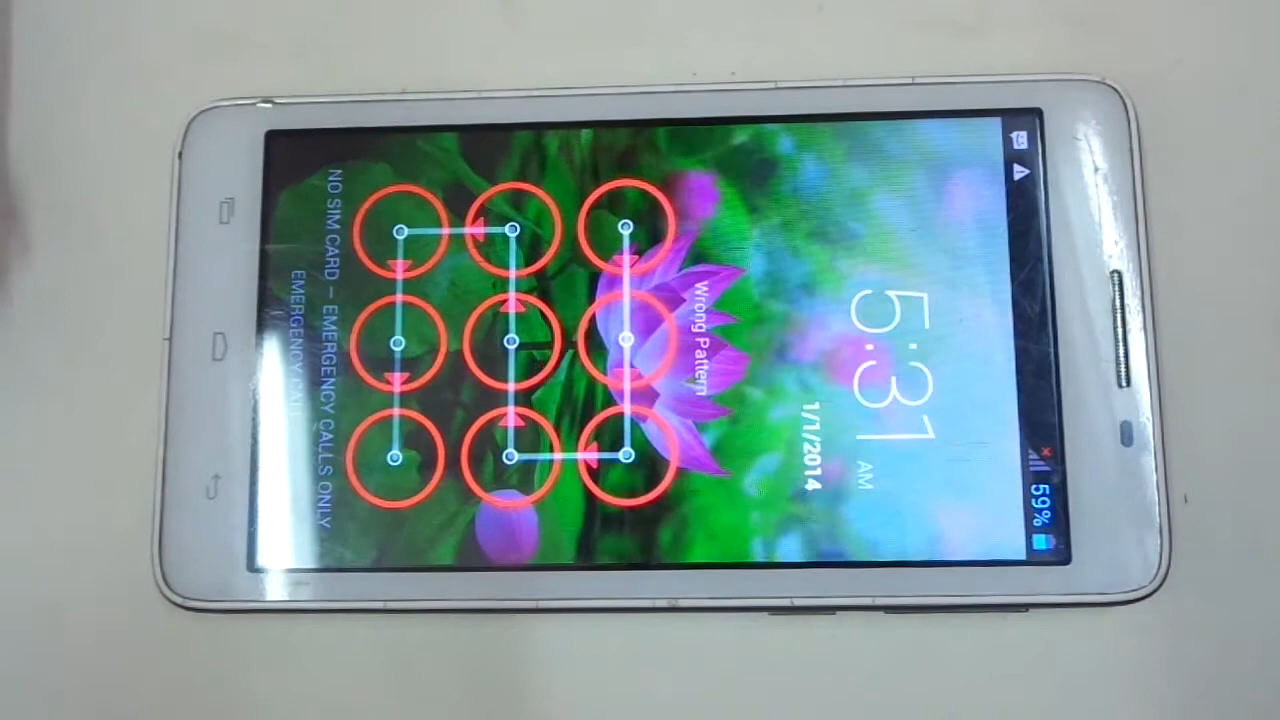 59%
5:31 AM
1/1/2014
Wrong Pattern
NO SIM CARD — EMERGENCY CALLS ONLY
EMERGENCY CALL